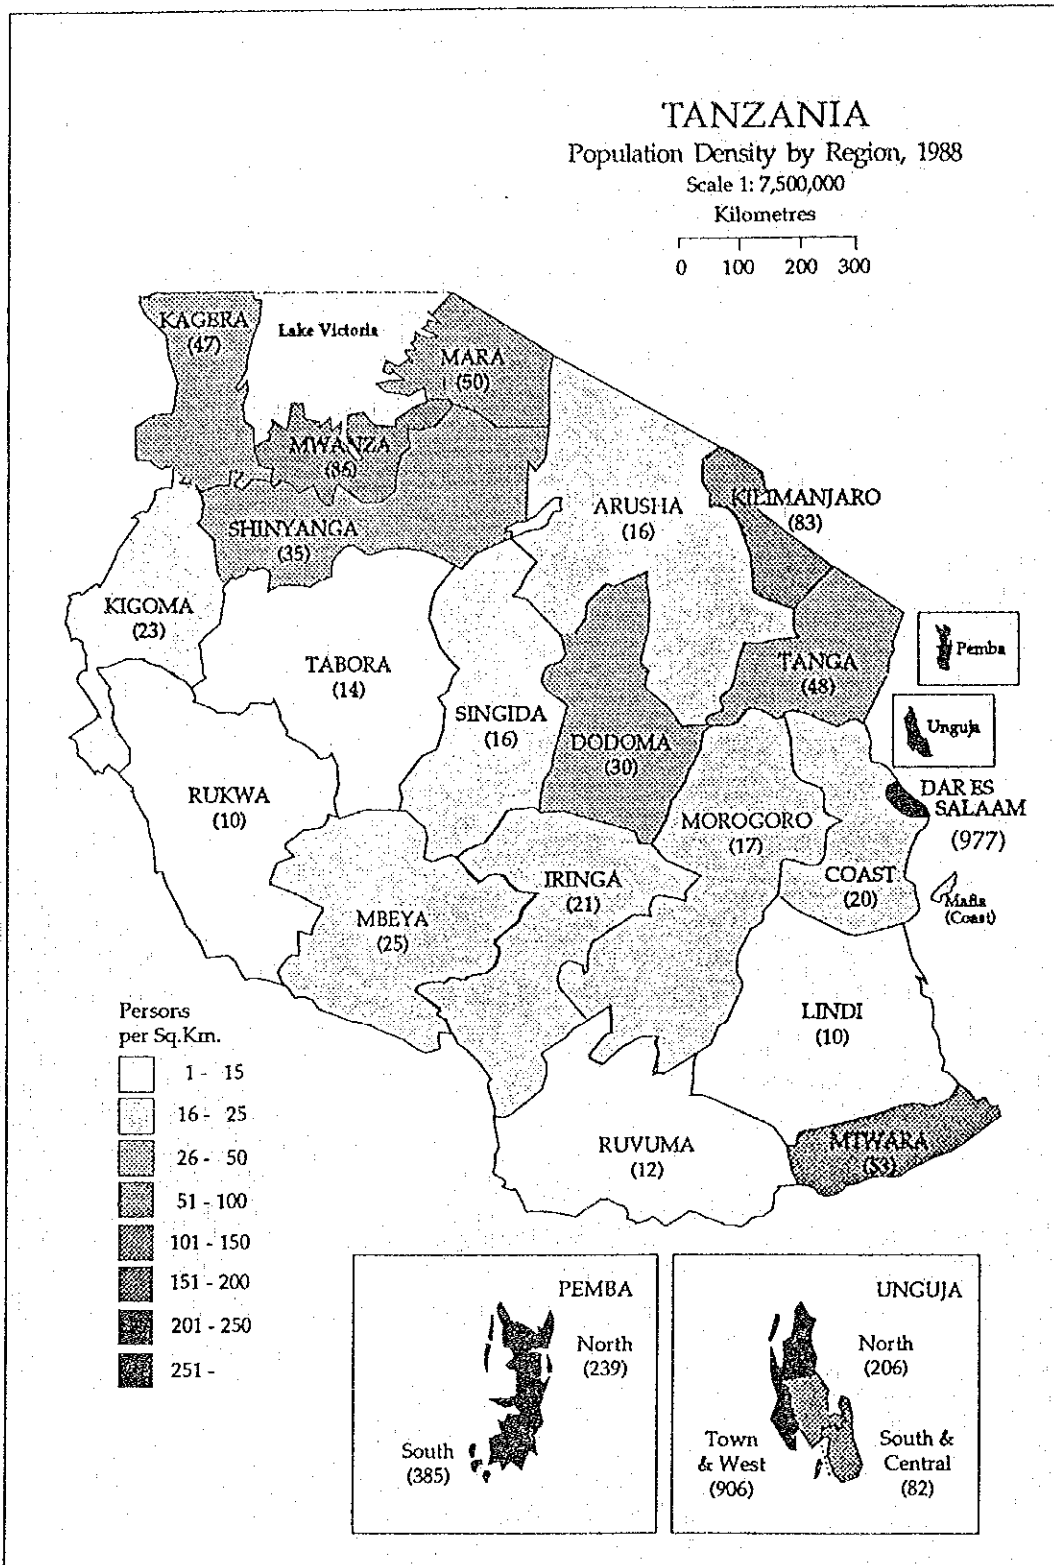 TANZANIA
Population Density by Region, 1988
Scale 1: 7,500,000
Kilometres
0 100 200 300
KAGERA
(47)
Lake Victoria
MARA
(50)
MWANZA
(86)
SHINYANGA
(35)
ARUSHA
(16)
KILIMANJARO
(83)
KIGOMA
(23)
TABORA
(14)
SINGIDA
(16)
DODOMA
(30)
TANGA
(48)
Pemba
Unguja
RUKWA
(10)
MOROGORO
(17)
DAR ES
SALAAM
(977)
COAST
(20)
Mafia
(Coast)
IRINGA
(21)
MBEYA
(25)
LINDI
(10)
RUVUMA
(12)
MTWARA
(53)
Persons
per Sq.Km.
1 - 15
16 - 25
26 - 50
51 - 100
101 - 150
151 - 200
201 - 250
251 -
PEMBA
North
(239)
South
(385)
UNGUJA
North
(206)
Town
& West
(906)
South &
Central
(82)